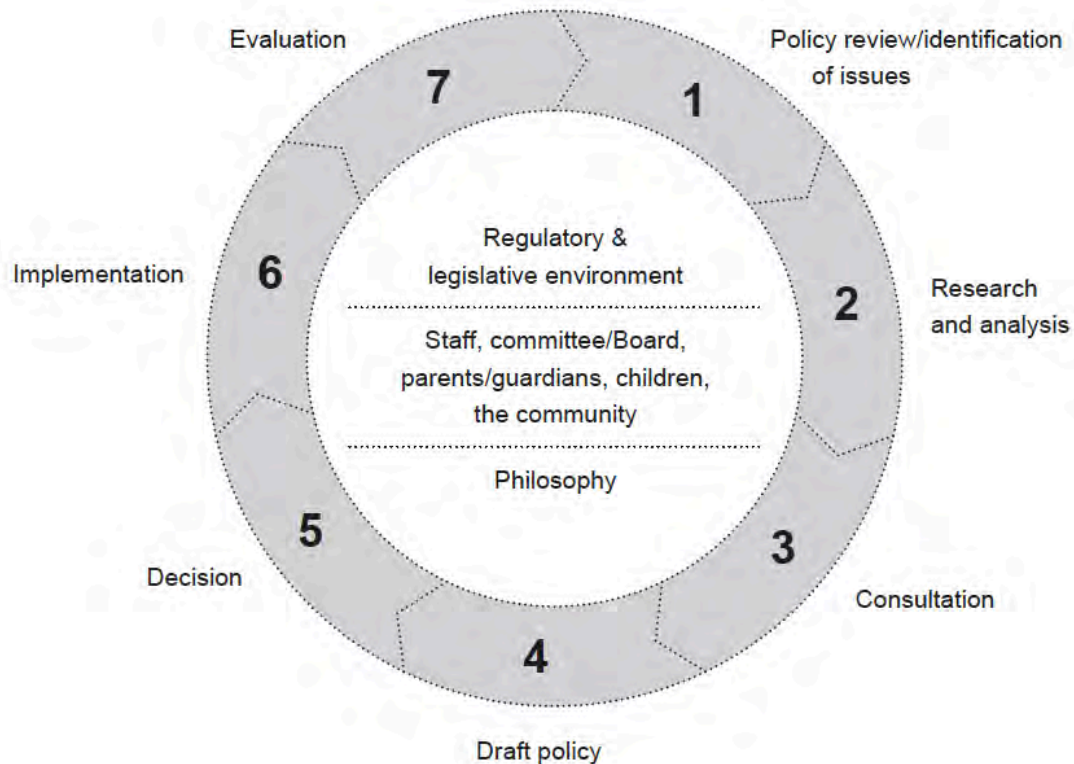 Evaluation
7
1
Policy review/identification
of issues
6
Implementation
2
Research
and analysis
Regulatory &
legislative environment
Staff, committee/Board,
parents/guardians, children,
the community
Philosophy
5
Decision
3
Consultation
4
Draft policy